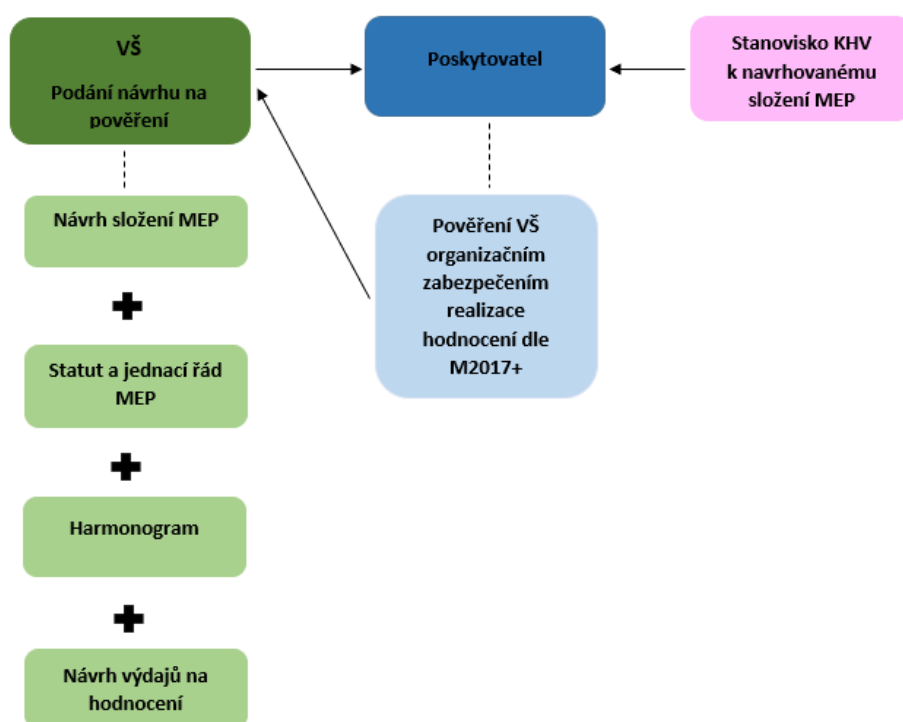 VŠ
Podání návrhu na
pověření
Poskytovatel
Stanovisko KHV
k navrhovanému
složení MEP
Návrh složení MEP
Pověření VŠ
organizačním
zabezpečením
realizace
hodnocení dle
M2017+
Statut a jednací řád
MEP
Harmonogram
Návrh výdajů na
hodnocení